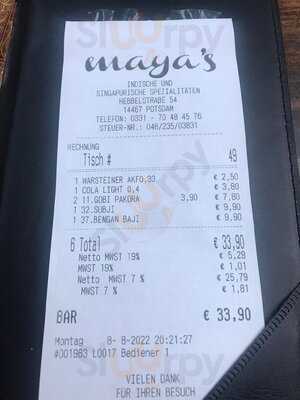 maya's
INDISCHE UND
SINGAPURISCHE SPEZIALITÄTEN
HEBBELSTRAßE 54
14467 POTSDAM
TELEFON: 0331 - 70 48 45 76
STEUER-NR.: 046/235/03831
RECHNUNG
Tisch # 49
1 WARSTEINER AKFO,33 € 2,50
1 COLA LIGHT 0,4 € 3,80
2 11.GOBI PAKORA 3,90 € 7,80
1 32.SUBJI € 9,90
1 37.BENGAN BAJI € 9,90
6 Total € 33,90
Netto MWST 19% € 5,29
MWST 19% € 1,01
Netto MWST 7 % € 25,79
MWST 7 % € 1,81
BAR € 33,90
Montag 8- 8-2022 20:21:27
#001983 L0017 Bediener 1
VIELEN DANK
FÜR IHREN BESUCH
sluurpy